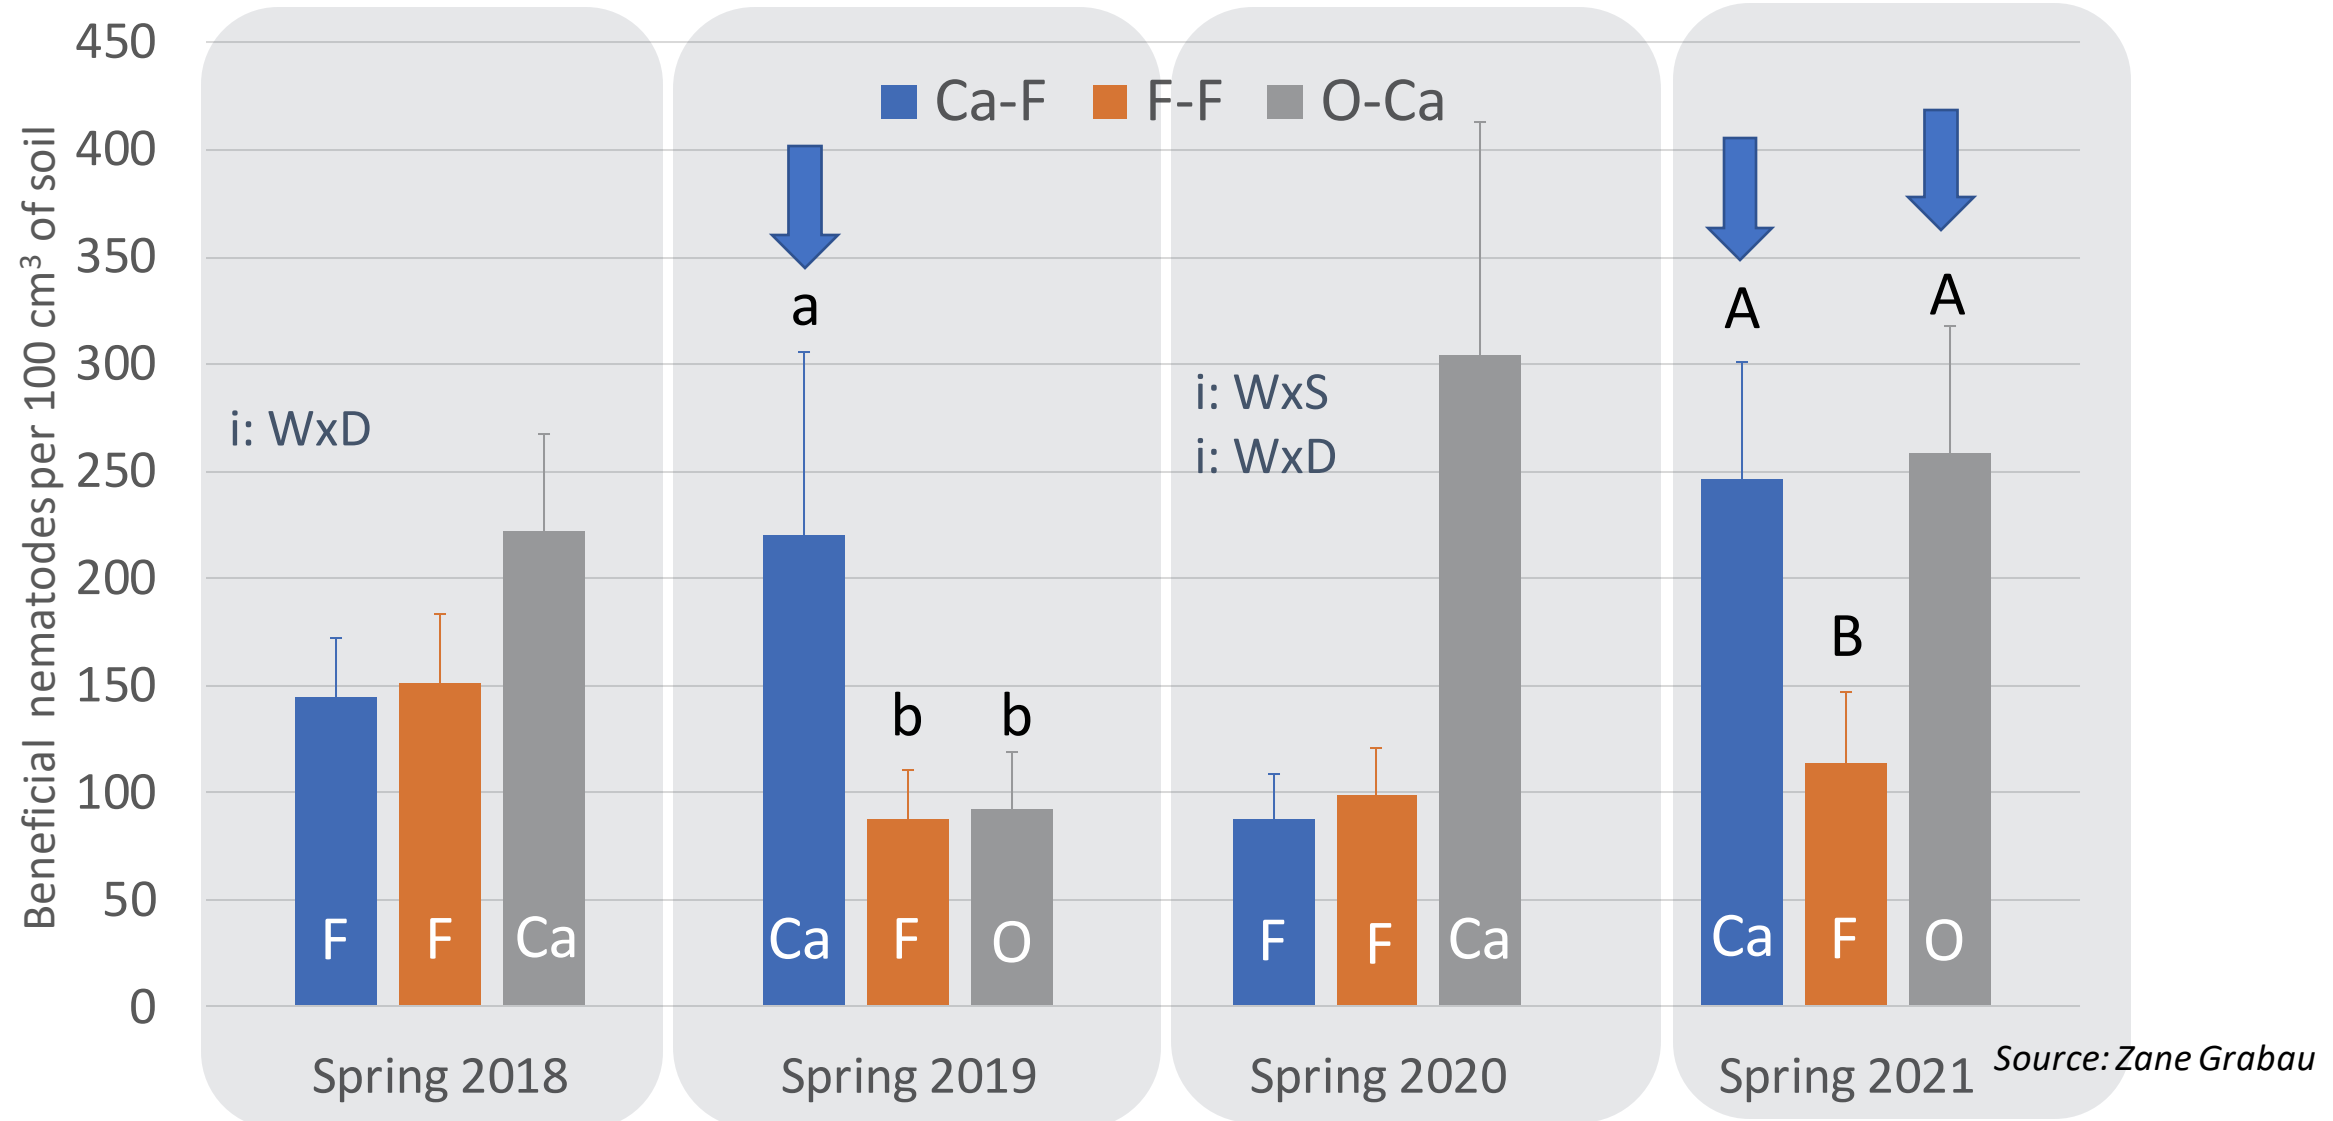 Beneficial nematodes per 100 cm³ of soil
450
400
350
300
250
200
150
100
50
0
Ca-F F-F O-Ca
i: WxD
F F Ca
Spring 2018
a
b b
Ca F O
Spring 2019
i: WxS
i: WxD
F F Ca
Spring 2020
A A
B
Ca F O
Spring 2021
Source: Zane Grabau